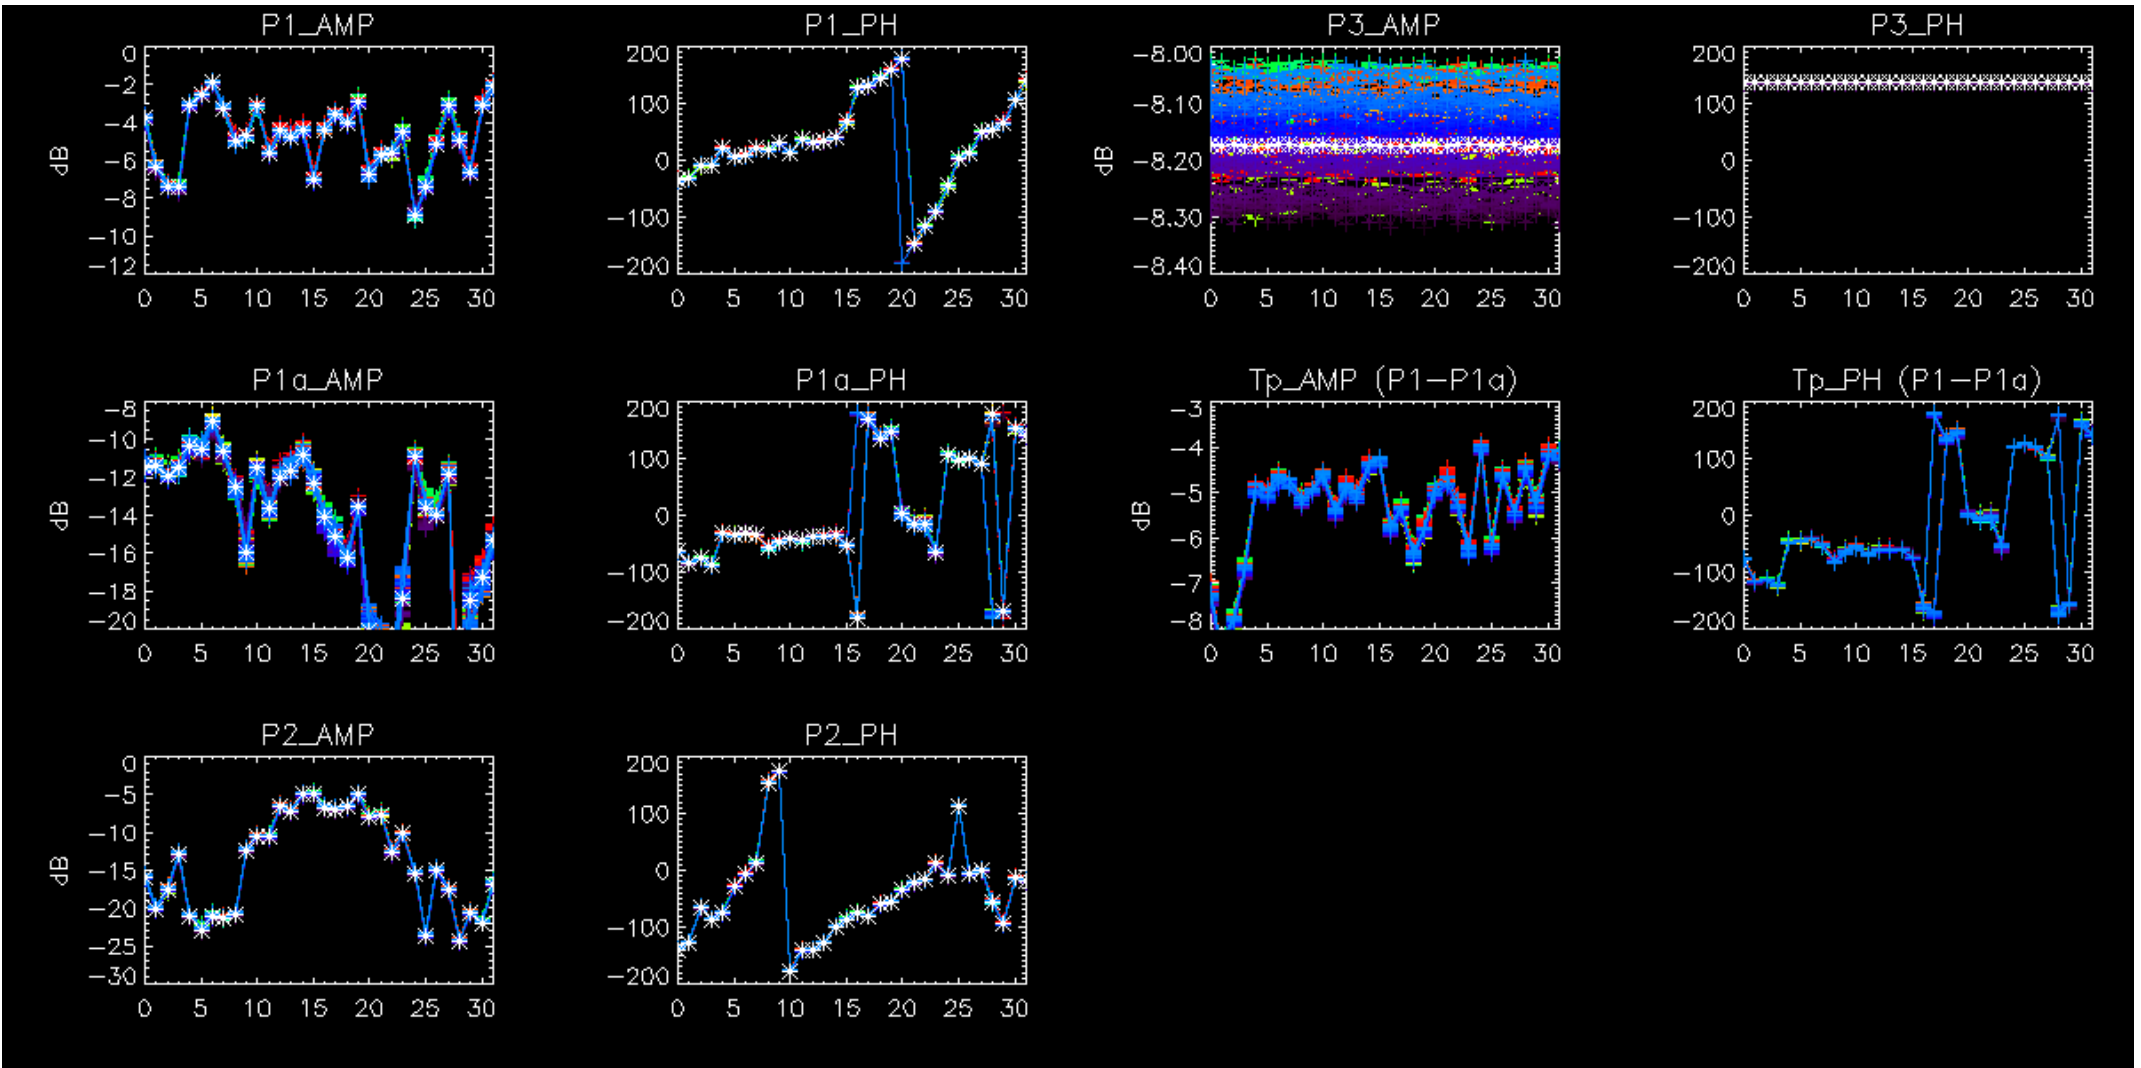 P1_AMP
0
−2
−4
−6
−8
−10
−12
dB
0 5 10 15 20 25 30
P1_PH
200
100
0
−100
−200
0 5 10 15 20 25 30
P3_AMP
−8.00
−8.10
−8.20
−8.30
−8.40
dB
0 5 10 15 20 25 30
P3_PH
200
100
0
−100
−200
0 5 10 15 20 25 30
P1a_AMP
−8
−10
−12
−14
−16
−18
−20
dB
0 5 10 15 20 25 30
P1a_PH
200
100
0
−100
−200
0 5 10 15 20 25 30
Tp_AMP (P1−P1a)
−3
−4
−5
−6
−7
−8
dB
0 5 10 15 20 25 30
Tp_PH (P1−P1a)
200
100
0
−100
−200
0 5 10 15 20 25 30
P2_AMP
0
−5
−10
−15
−20
−25
−30
dB
0 5 10 15 20 25 30
P2_PH
200
100
0
−100
−200
0 5 10 15 20 25 30